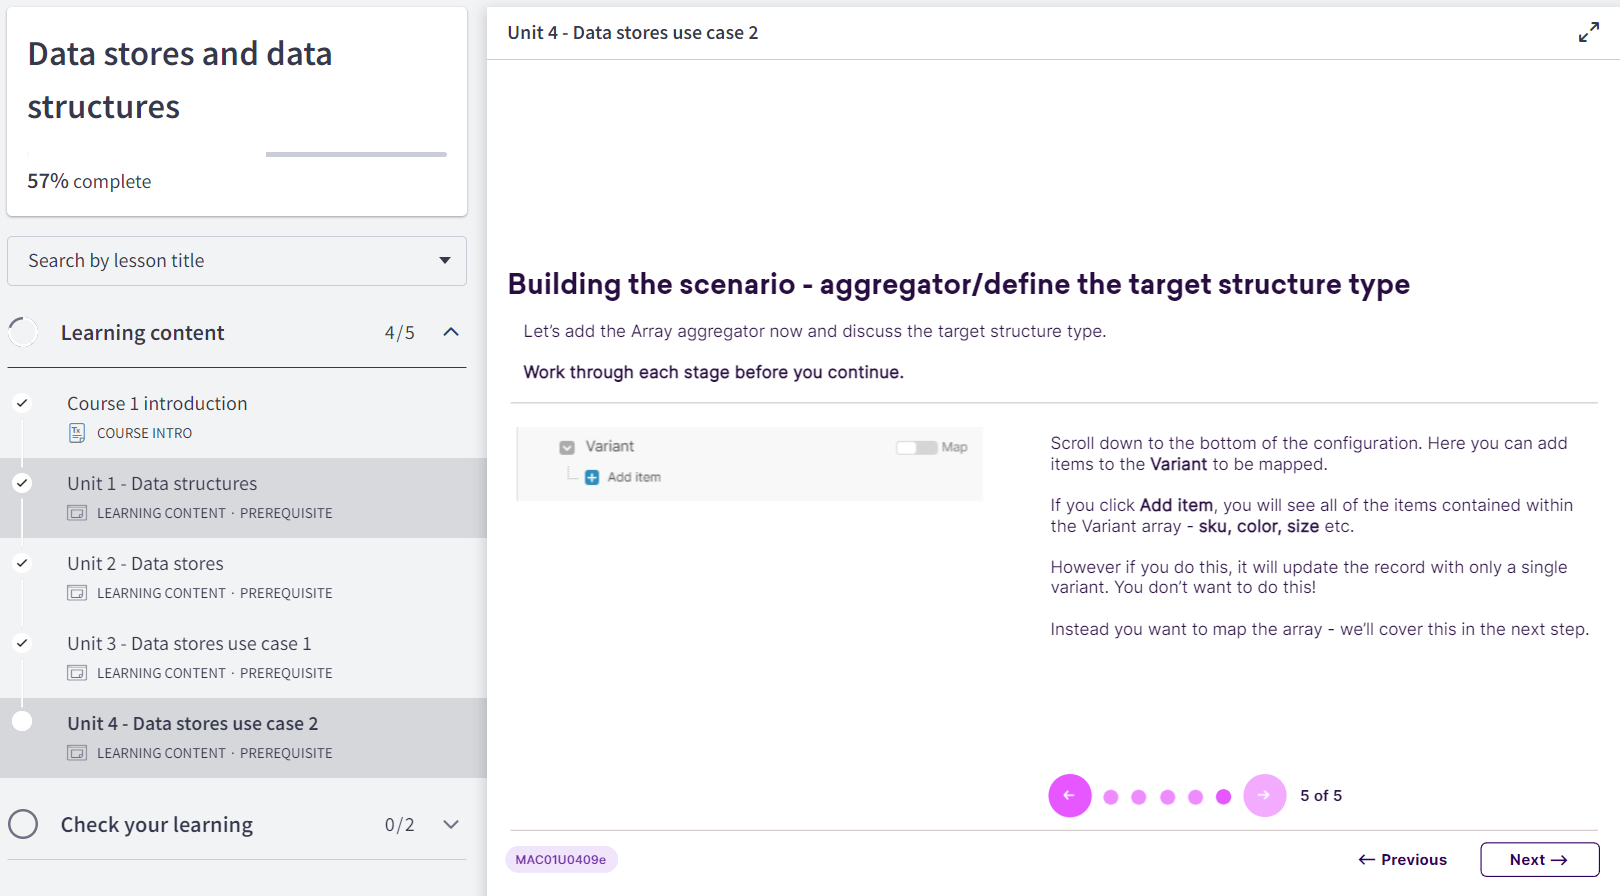 Data stores and data
structures
57% complete
Search by lesson title
Learning content 4/5
Course 1 introduction
COURSE INTRO
Unit 1 - Data structures
LEARNING CONTENT · PREREQUISITE
Unit 2 - Data stores
LEARNING CONTENT · PREREQUISITE
Unit 3 - Data stores use case 1
LEARNING CONTENT · PREREQUISITE
Unit 4 - Data stores use case 2
LEARNING CONTENT · PREREQUISITE
Check your learning 0/2
Unit 4 - Data stores use case 2
Building the scenario - aggregator/define the target structure type
Let's add the Array aggregator now and discuss the target structure type.
Work through each stage before you continue.
Variant Map
Add item
Scroll down to the bottom of the configuration. Here you can add
items to the Variant to be mapped.
If you click Add item, you will see all of the items contained within
the Variant array - sku, color, size etc.
However if you do this, it will update the record with only a single
variant. You don't want to do this!
Instead you want to map the array - we'll cover this in the next step.
← → 5 of 5
MAC01U0409e
← Previous Next →